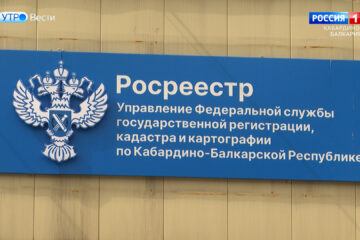 УТРО Вести
РОССИЯ 1
КАБАРДИНО
БАЛКАРИЯ
Росреестр
Управление Федеральной службы
государственной регистрации,
кадастра и картографии
по Кабардино-Балкарской Республике